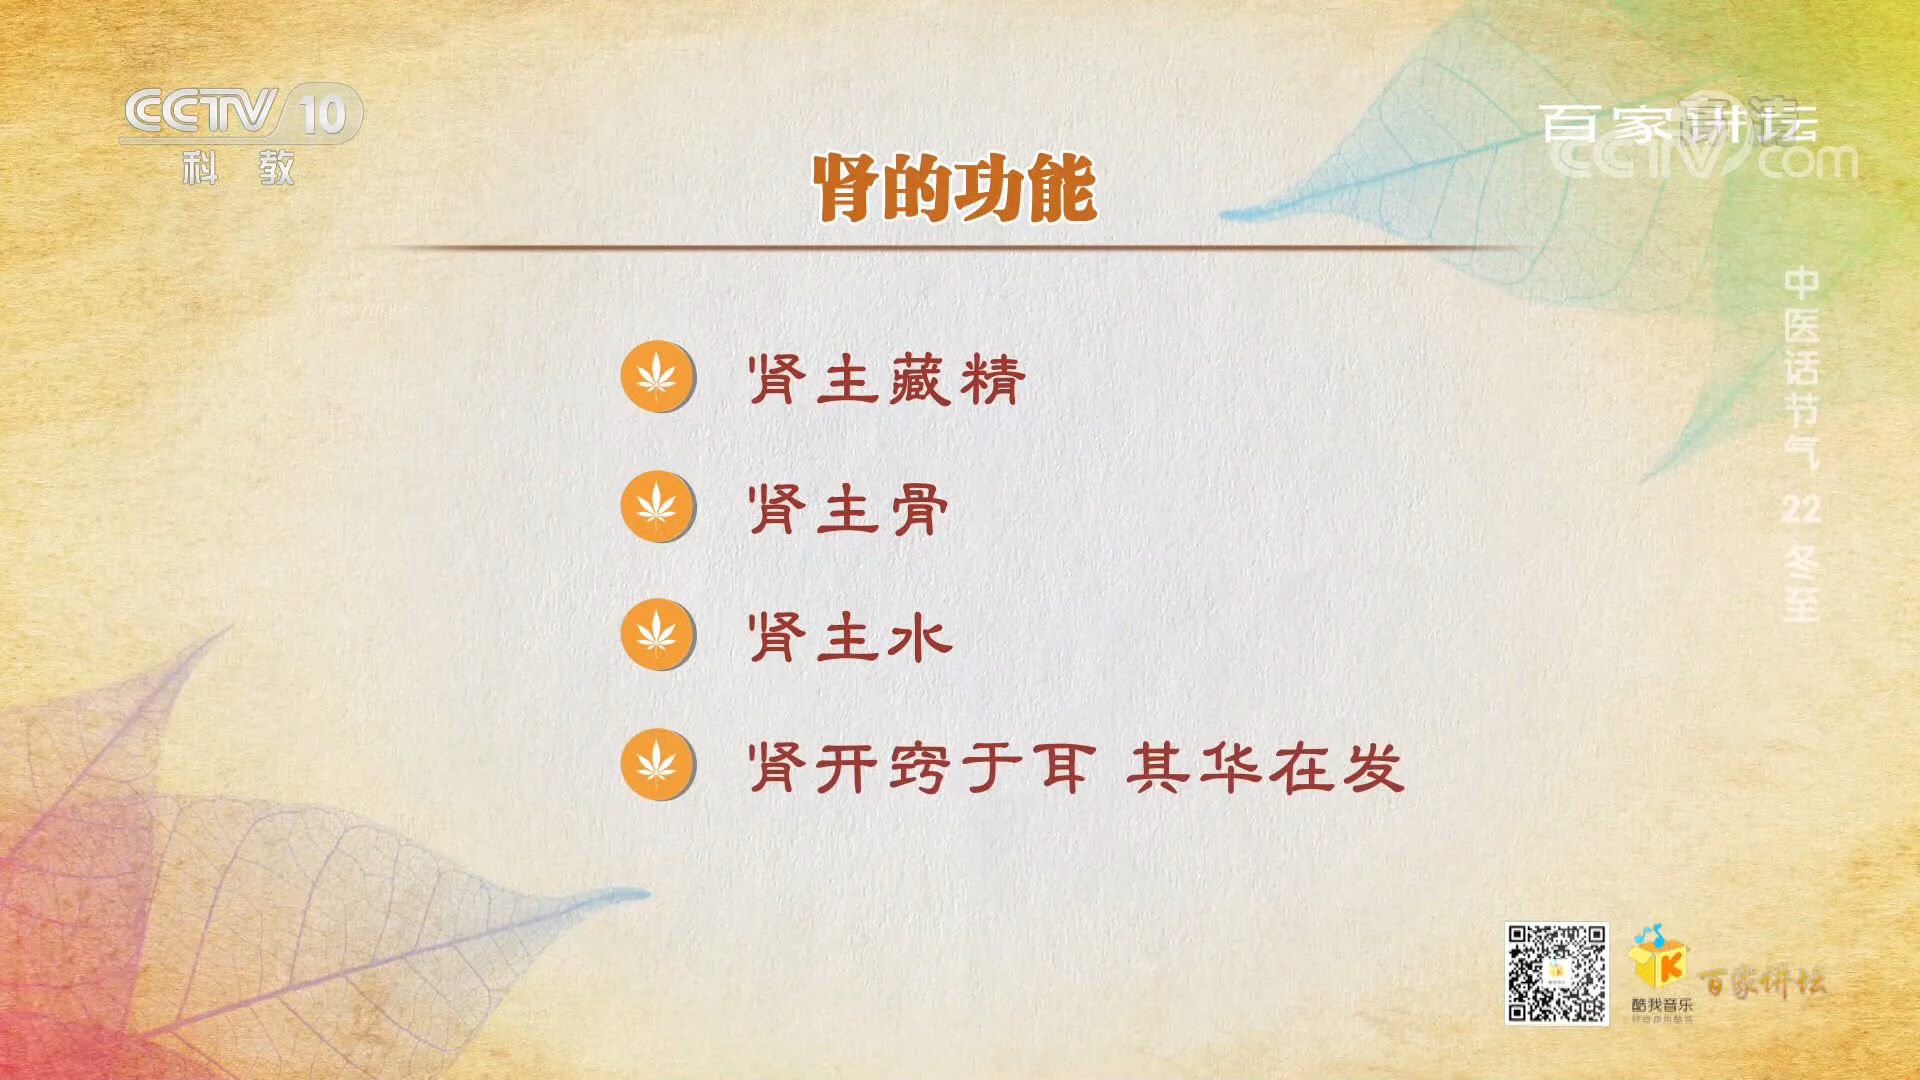 CCTV 10
科教
百家讲坛
高清
CCTV.com
肾的功能
肾主藏精
肾主骨
肾主水
肾开窍于耳 其华在发
中医话节气 22 冬至
K
酷我音乐
百家讲坛